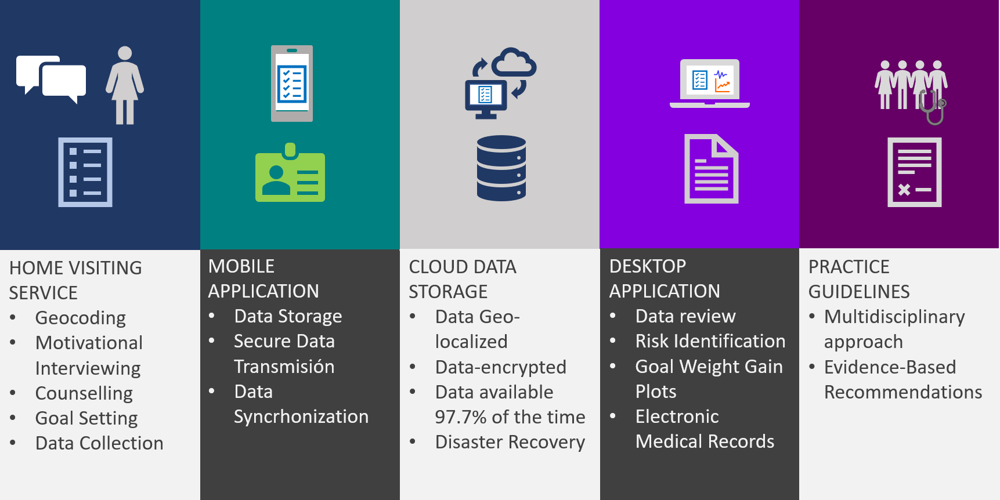 HOME VISITING
SERVICE
• Geocoding
• Motivational
Interviewing
• Counselling
• Goal Setting
• Data Collection
MOBILE
APPLICATION
• Data Storage
• Secure Data
Transmisión
• Data
Syncrhonization
CLOUD DATA
STORAGE
• Data Geo-
localized
• Data-encrypted
• Data available
97.7% of the time
• Disaster Recovery
DESKTOP
APPLICATION
• Data review
• Risk Identification
• Goal Weight Gain
Plots
• Electronic
Medical Records
PRACTICE
GUIDELINES
• Multidisciplinary
approach
• Evidence-Based
Recommendations